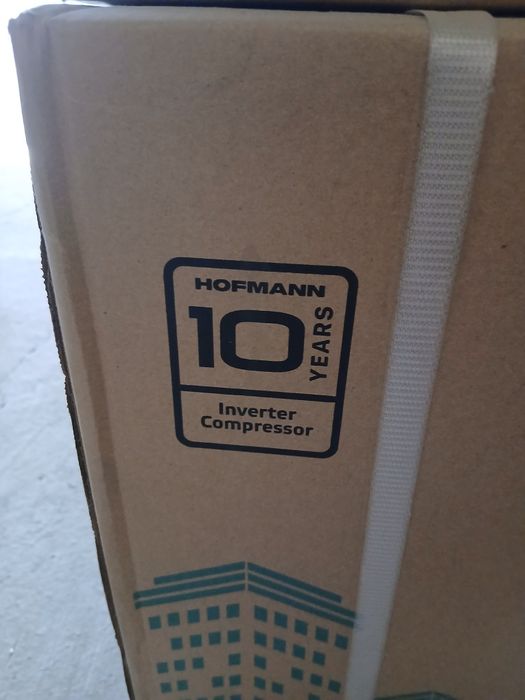 HOFMANN
10 YEARS
Inverter
Compressor